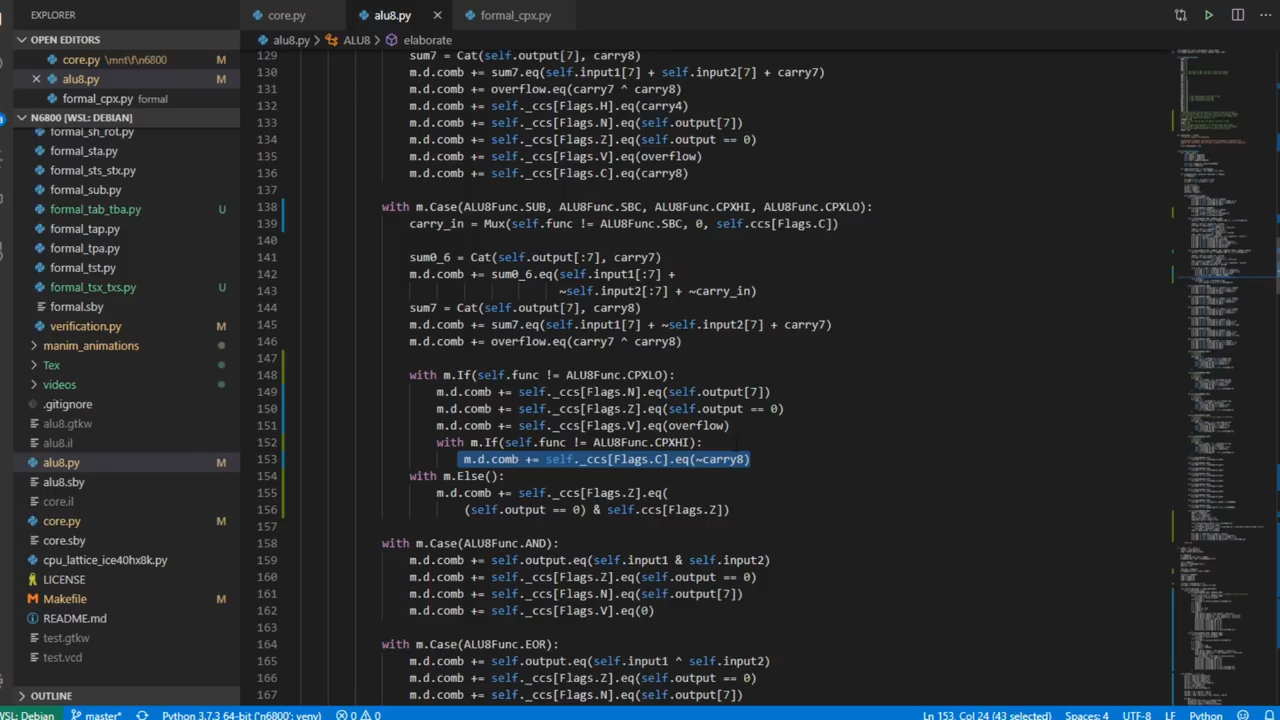 EXPLORER
OPEN EDITORS
core.py \mnt\f\n6800 M
alu8.py M
formal_cpx.py formal
N6800 [WSL: DEBIAN]
formal_sh_rot.py
formal_sta.py
formal_sts_stx.py
formal_sub.py
formal_tab_tba.py U
formal_tap.py
formal_tpa.py
formal_tst.py
formal_tsx_txs.py U
formal.sby
verification.py M
manim_animations
Tex
videos
.gitignore
alu8.gtkw
alu8.il
alu8.py M
alu8.sby
core.il
core.py M
core.sby
cpu_lattice_ice40hx8k.py
LICENSE
Makefile M
README.md
test.gtkw
test.vcd
OUTLINE
core.py alu8.py formal_cpx.py
alu8.py > ALU8 > elaborate
129 sum7 = Cat(self.output[7], carry8)
130 m.d.comb += sum7.eq(self.input1[7] + self.input2[7] + carry7)
131 m.d.comb += overflow.eq(carry7 ^ carry8)
132 m.d.comb += self._ccs[Flags.H].eq(carry4)
133 m.d.comb += self._ccs[Flags.N].eq(self.output[7])
134 m.d.comb += self._ccs[Flags.Z].eq(self.output == 0)
135 m.d.comb += self._ccs[Flags.V].eq(overflow)
136 m.d.comb += self._ccs[Flags.C].eq(carry8)
137
138 with m.Case(ALU8Func.SUB, ALU8Func.SBC, ALU8Func.CPXHI, ALU8Func.CPXLO):
139 carry_in = Mux(self.func != ALU8Func.SBC, 0, self.ccs[Flags.C])
140
141 sum0_6 = Cat(self.output[:7], carry7)
142 m.d.comb += sum0_6.eq(self.input1[:7] +
143 ~self.input2[:7] + ~carry_in)
144 sum7 = Cat(self.output[7], carry8)
145 m.d.comb += sum7.eq(self.input1[7] + ~self.input2[7] + carry7)
146 m.d.comb += overflow.eq(carry7 ^ carry8)
147
148 with m.If(self.func != ALU8Func.CPXLO):
149 m.d.comb += self._ccs[Flags.N].eq(self.output[7])
150 m.d.comb += self._ccs[Flags.Z].eq(self.output == 0)
151 m.d.comb += self._ccs[Flags.V].eq(overflow)
152 with m.If(self.func != ALU8Func.CPXHI):
153 m.d.comb += self._ccs[Flags.C].eq(~carry8)
154 with m.Else():
155 m.d.comb += self._ccs[Flags.Z].eq(
156 (self.output == 0) & self.ccs[Flags.Z])
157
158 with m.Case(ALU8Func.AND):
159 m.d.comb += self.output.eq(self.input1 & self.input2)
160 m.d.comb += self._ccs[Flags.Z].eq(self.output == 0)
161 m.d.comb += self._ccs[Flags.N].eq(self.output[7])
162 m.d.comb += self._ccs[Flags.V].eq(0)
163
164 with m.Case(ALU8Func.EOR):
165 m.d.comb += self.output.eq(self.input1 ^ self.input2)
166 m.d.comb += self._ccs[Flags.Z].eq(self.output == 0)
167 m.d.comb += self._ccs[Flags.N].eq(self.output[7])
WSL: Debian master* Python 3.7.3 64-bit ('n6800': venv) 0 0 Ln 153, Col 24 (43 selected) Spaces: 4 UTF-8 LF Python